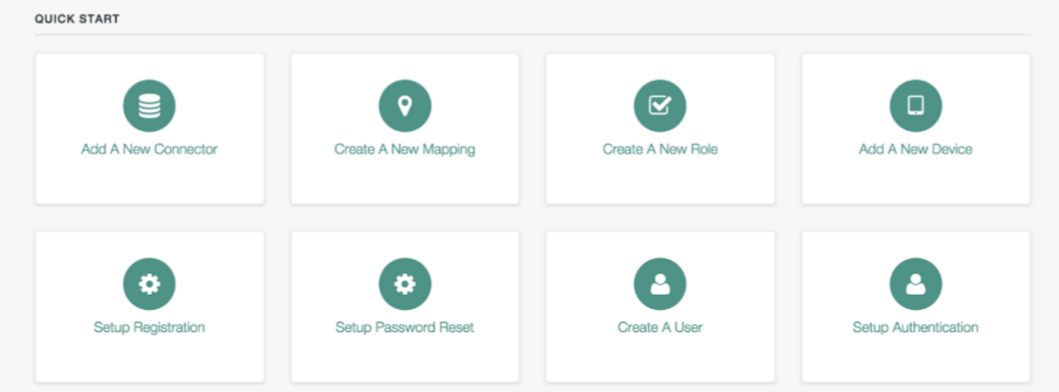 QUICK START
Add A New Connector
Create A New Mapping
Create A New Role
Add A New Device
Setup Registration
Setup Password Reset
Create A User
Setup Authentication